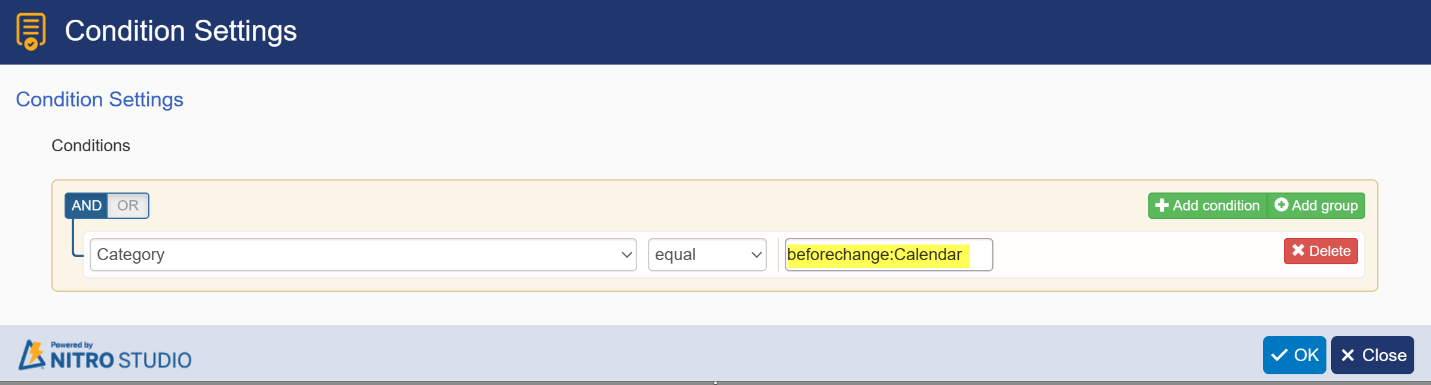 Condition Settings
Condition Settings
Conditions
AND OR
Add condition Add group
Category equal beforechange:Calendar Delete
Powered by
NITRO STUDIO
OK Close